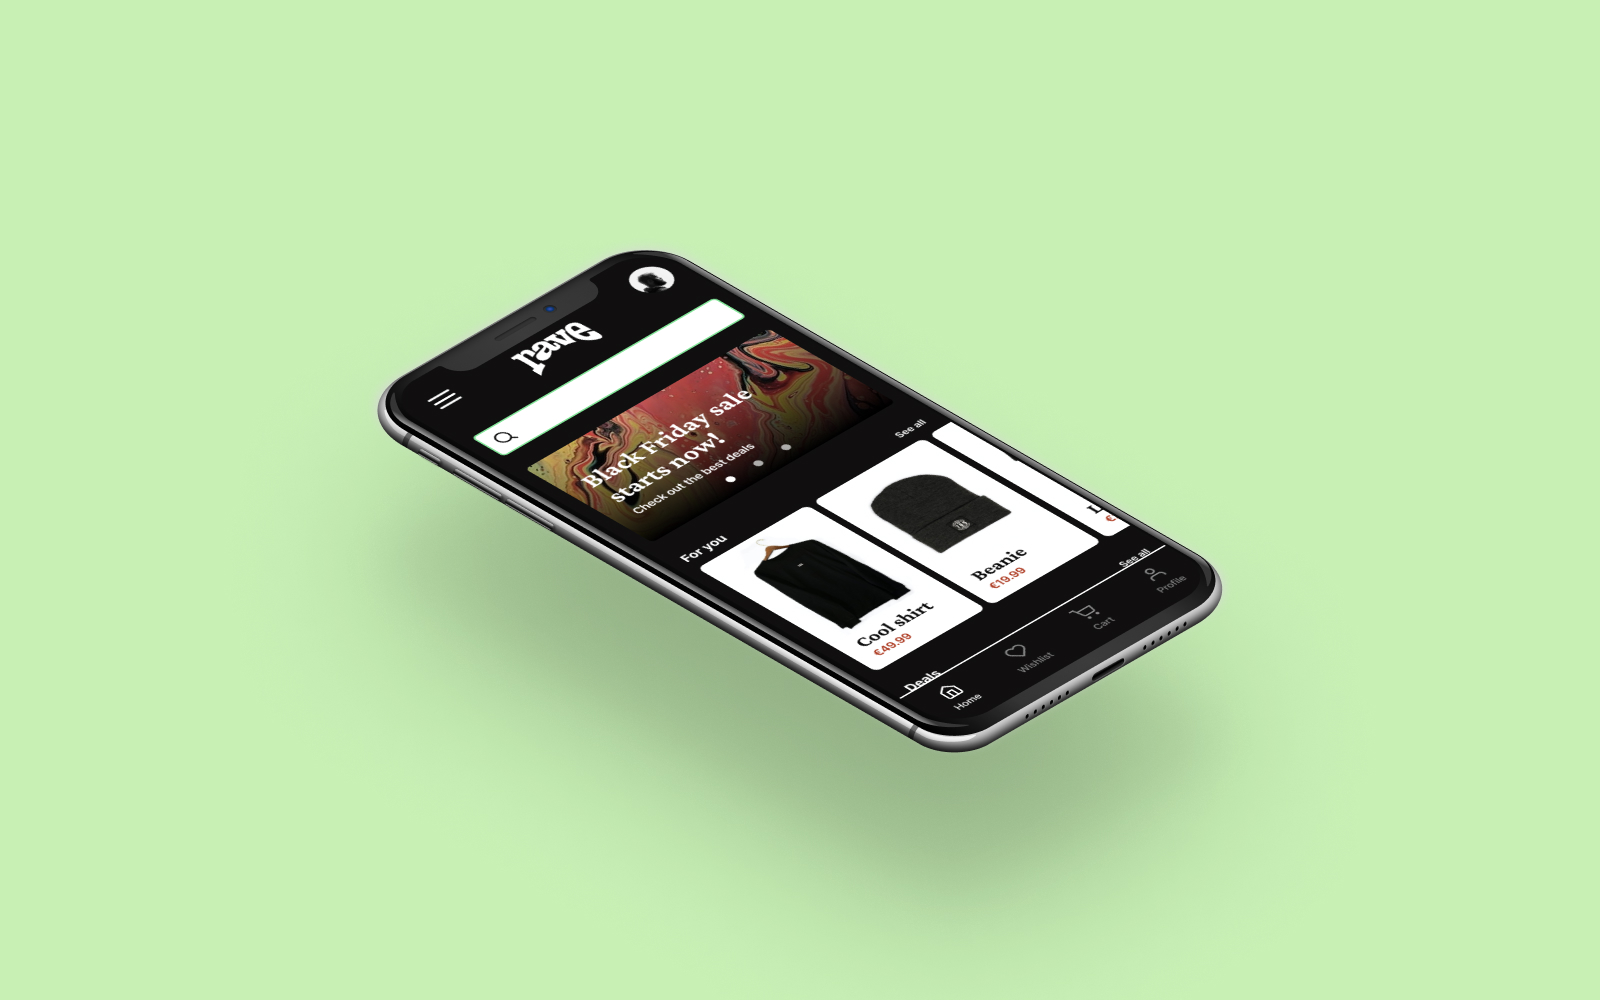 rave
Black Friday sale
starts now!
Check out the best deals
For you
See all
Cool shirt
€49.99
Beanie
€19.99
L
€
Deals
See all
Home
Wishlist
Cart
Profile